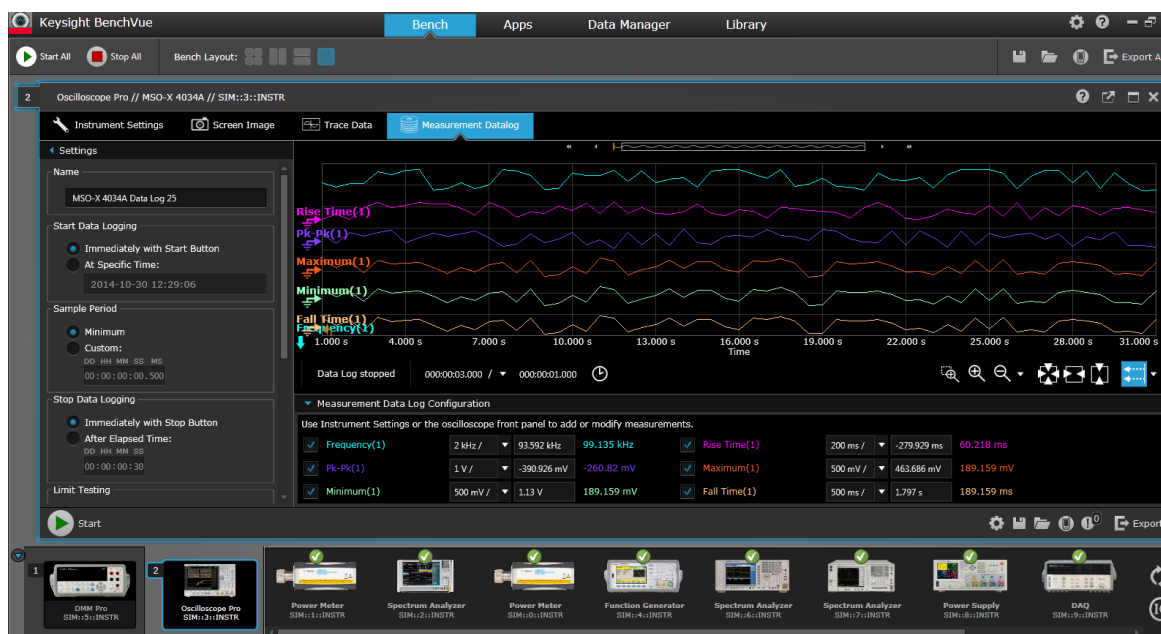 Keysight BenchVue
Bench Apps Data Manager Library
Start All Stop All Bench Layout: Export A
2 Oscilloscope Pro // MSO-X 4034A // SIM::3::INSTR
Instrument Settings Screen Image Trace Data Measurement Datalog
Settings
Name
MSO-X 4034A Data Log 25
Start Data Logging
Immediately with Start Button
At Specific Time:
2014-10-30 12:29:06
Sample Period
Minimum
Custom:
DD HH MM SS MS
00:00:00:00.500
Stop Data Logging
Immediately with Stop Button
After Elapsed Time:
DD HH MM SS
00:00:00:30
Limit Testing
Rise Time(1)
Pk-Pk(1)
Maximum(1)
Minimum(1)
Fall Time(1)
Frequency(1)
1.000 s 4.000 s 7.000 s 10.000 s 13.000 s 16.000 s 19.000 s 22.000 s 25.000 s 28.000 s 31.000 s
Time
Data Log stopped 000:00:03.000 / 000:00:01.000
Measurement Data Log Configuration
Use Instrument Settings or the oscilloscope front panel to add or modify measurements.
Frequency(1) 2 kHz / 93.592 kHz 99.135 kHz Rise Time(1) 200 ms / -279.929 ms 60.218 ms
Pk-Pk(1) 1 V / -390.926 mV -260.82 mV Maximum(1) 500 mV / 463.686 mV 189.159 mV
Minimum(1) 500 mV / 1.13 V 189.159 mV Fall Time(1) 500 ms / 1.797 s 189.159 ms
Start 0 Export
1 2
DMM Pro
SIM::5::INSTR
Oscilloscope Pro
SIM::3::INSTR
Power Meter
SIM::1::INSTR
Spectrum Analyzer
SIM::2::INSTR
Power Meter
SIM::0::INSTR
Function Generator
SIM::4::INSTR
Spectrum Analyzer
SIM::6::INSTR
Spectrum Analyzer
SIM::7::INSTR
Power Supply
SIM::8::INSTR
DAQ
SIM::9::INSTR